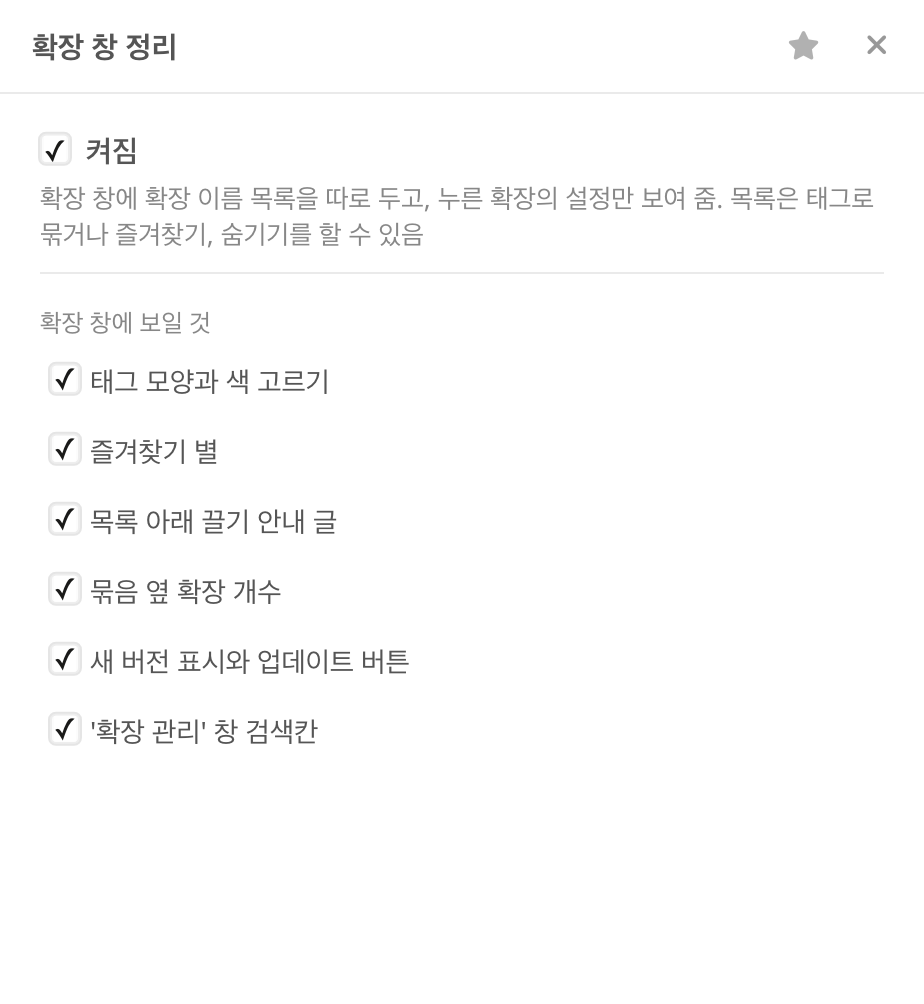 확장 창 정리
켜짐
확장 창에 확장 이름 목록을 따로 두고, 누른 확장의 설정만 보여 줌. 목록은 태그로
묶거나 즐겨찾기, 숨기기를 할 수 있음
확장 창에 보일 것
태그 모양과 색 고르기
즐겨찾기 별
목록 아래 끌기 안내 글
묶음 옆 확장 개수
새 버전 표시와 업데이트 버튼
'확장 관리' 창 검색칸